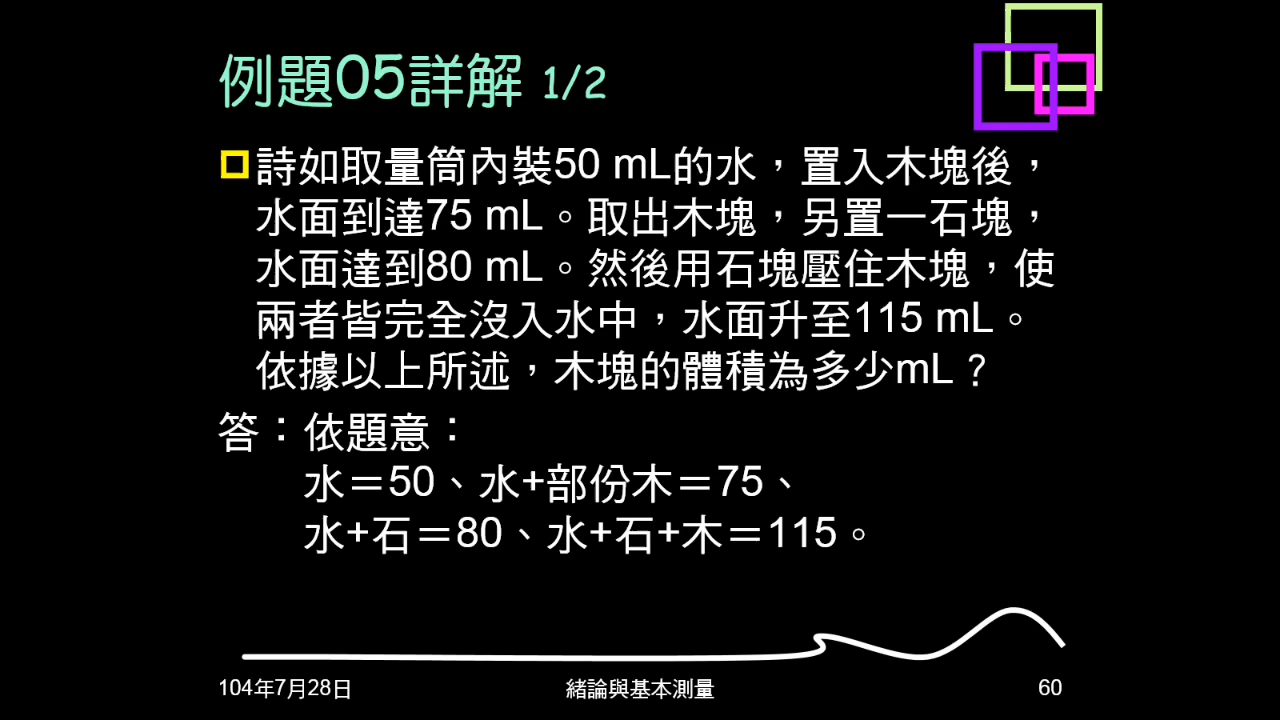 例題05詳解 1/2
詩如取量筒內裝50 mL的水，置入木塊後，
水面到達75 mL。取出木塊，另置一石塊，
水面達到80 mL。然後用石塊壓住木塊，使
兩者皆完全沒入水中，水面升至115 mL。
依據以上所述，木塊的體積為多少mL？
答：依題意：
水＝50、水+部份木＝75、
水+石＝80、水+石+木＝115。
104年7月28日
緒論與基本測量
60